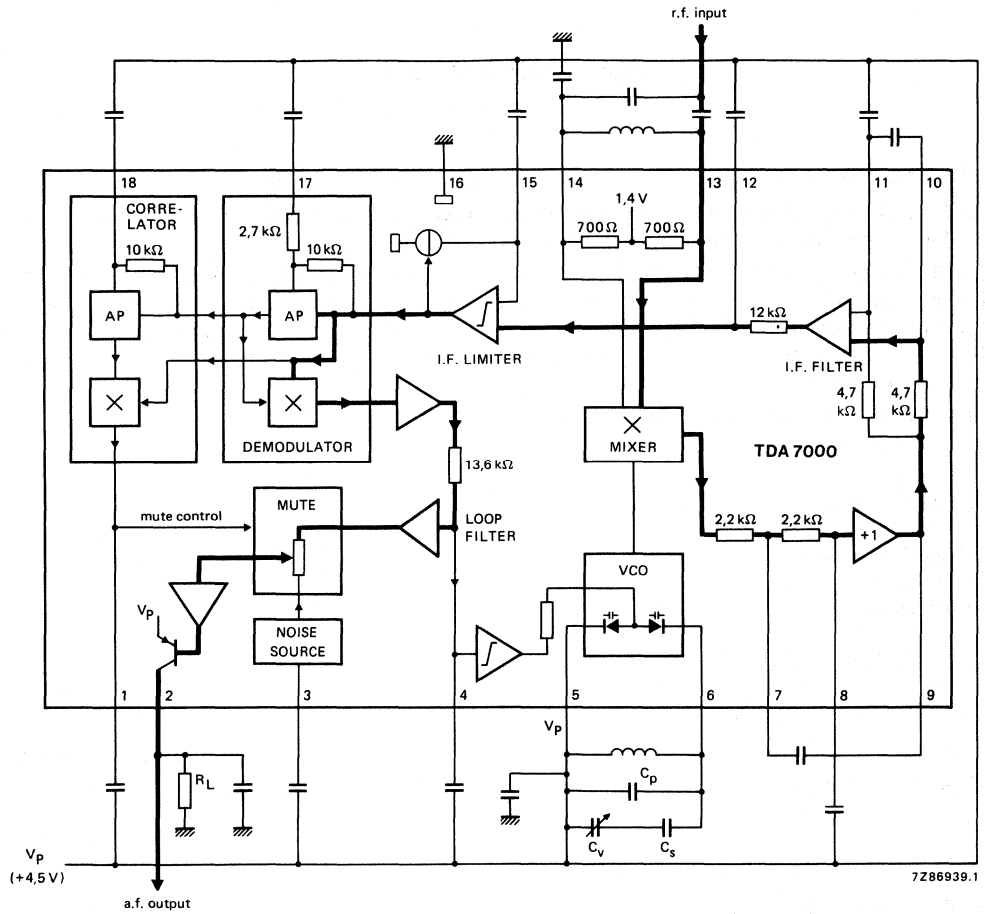 r.f. input
18
17
16
15
14
13
12
11
10
CORRE-
LATOR
2,7 kΩ
10 kΩ
10 kΩ
1,4 V
700 Ω
700 Ω
AP
AP
12 kΩ
I.F. LIMITER
I.F. FILTER
4,7
kΩ
4,7
kΩ
DEMODULATOR
MIXER
TDA 7000
13,6 kΩ
MUTE
LOOP
FILTER
mute control
2,2 kΩ
2,2 kΩ
+1
VCO
Vp
NOISE
SOURCE
1
2
3
4
5
6
7
8
9
Vp
RL
Cp
Cv
Cs
Vp
(+4,5 V)
7Z86939.1
a.f. output